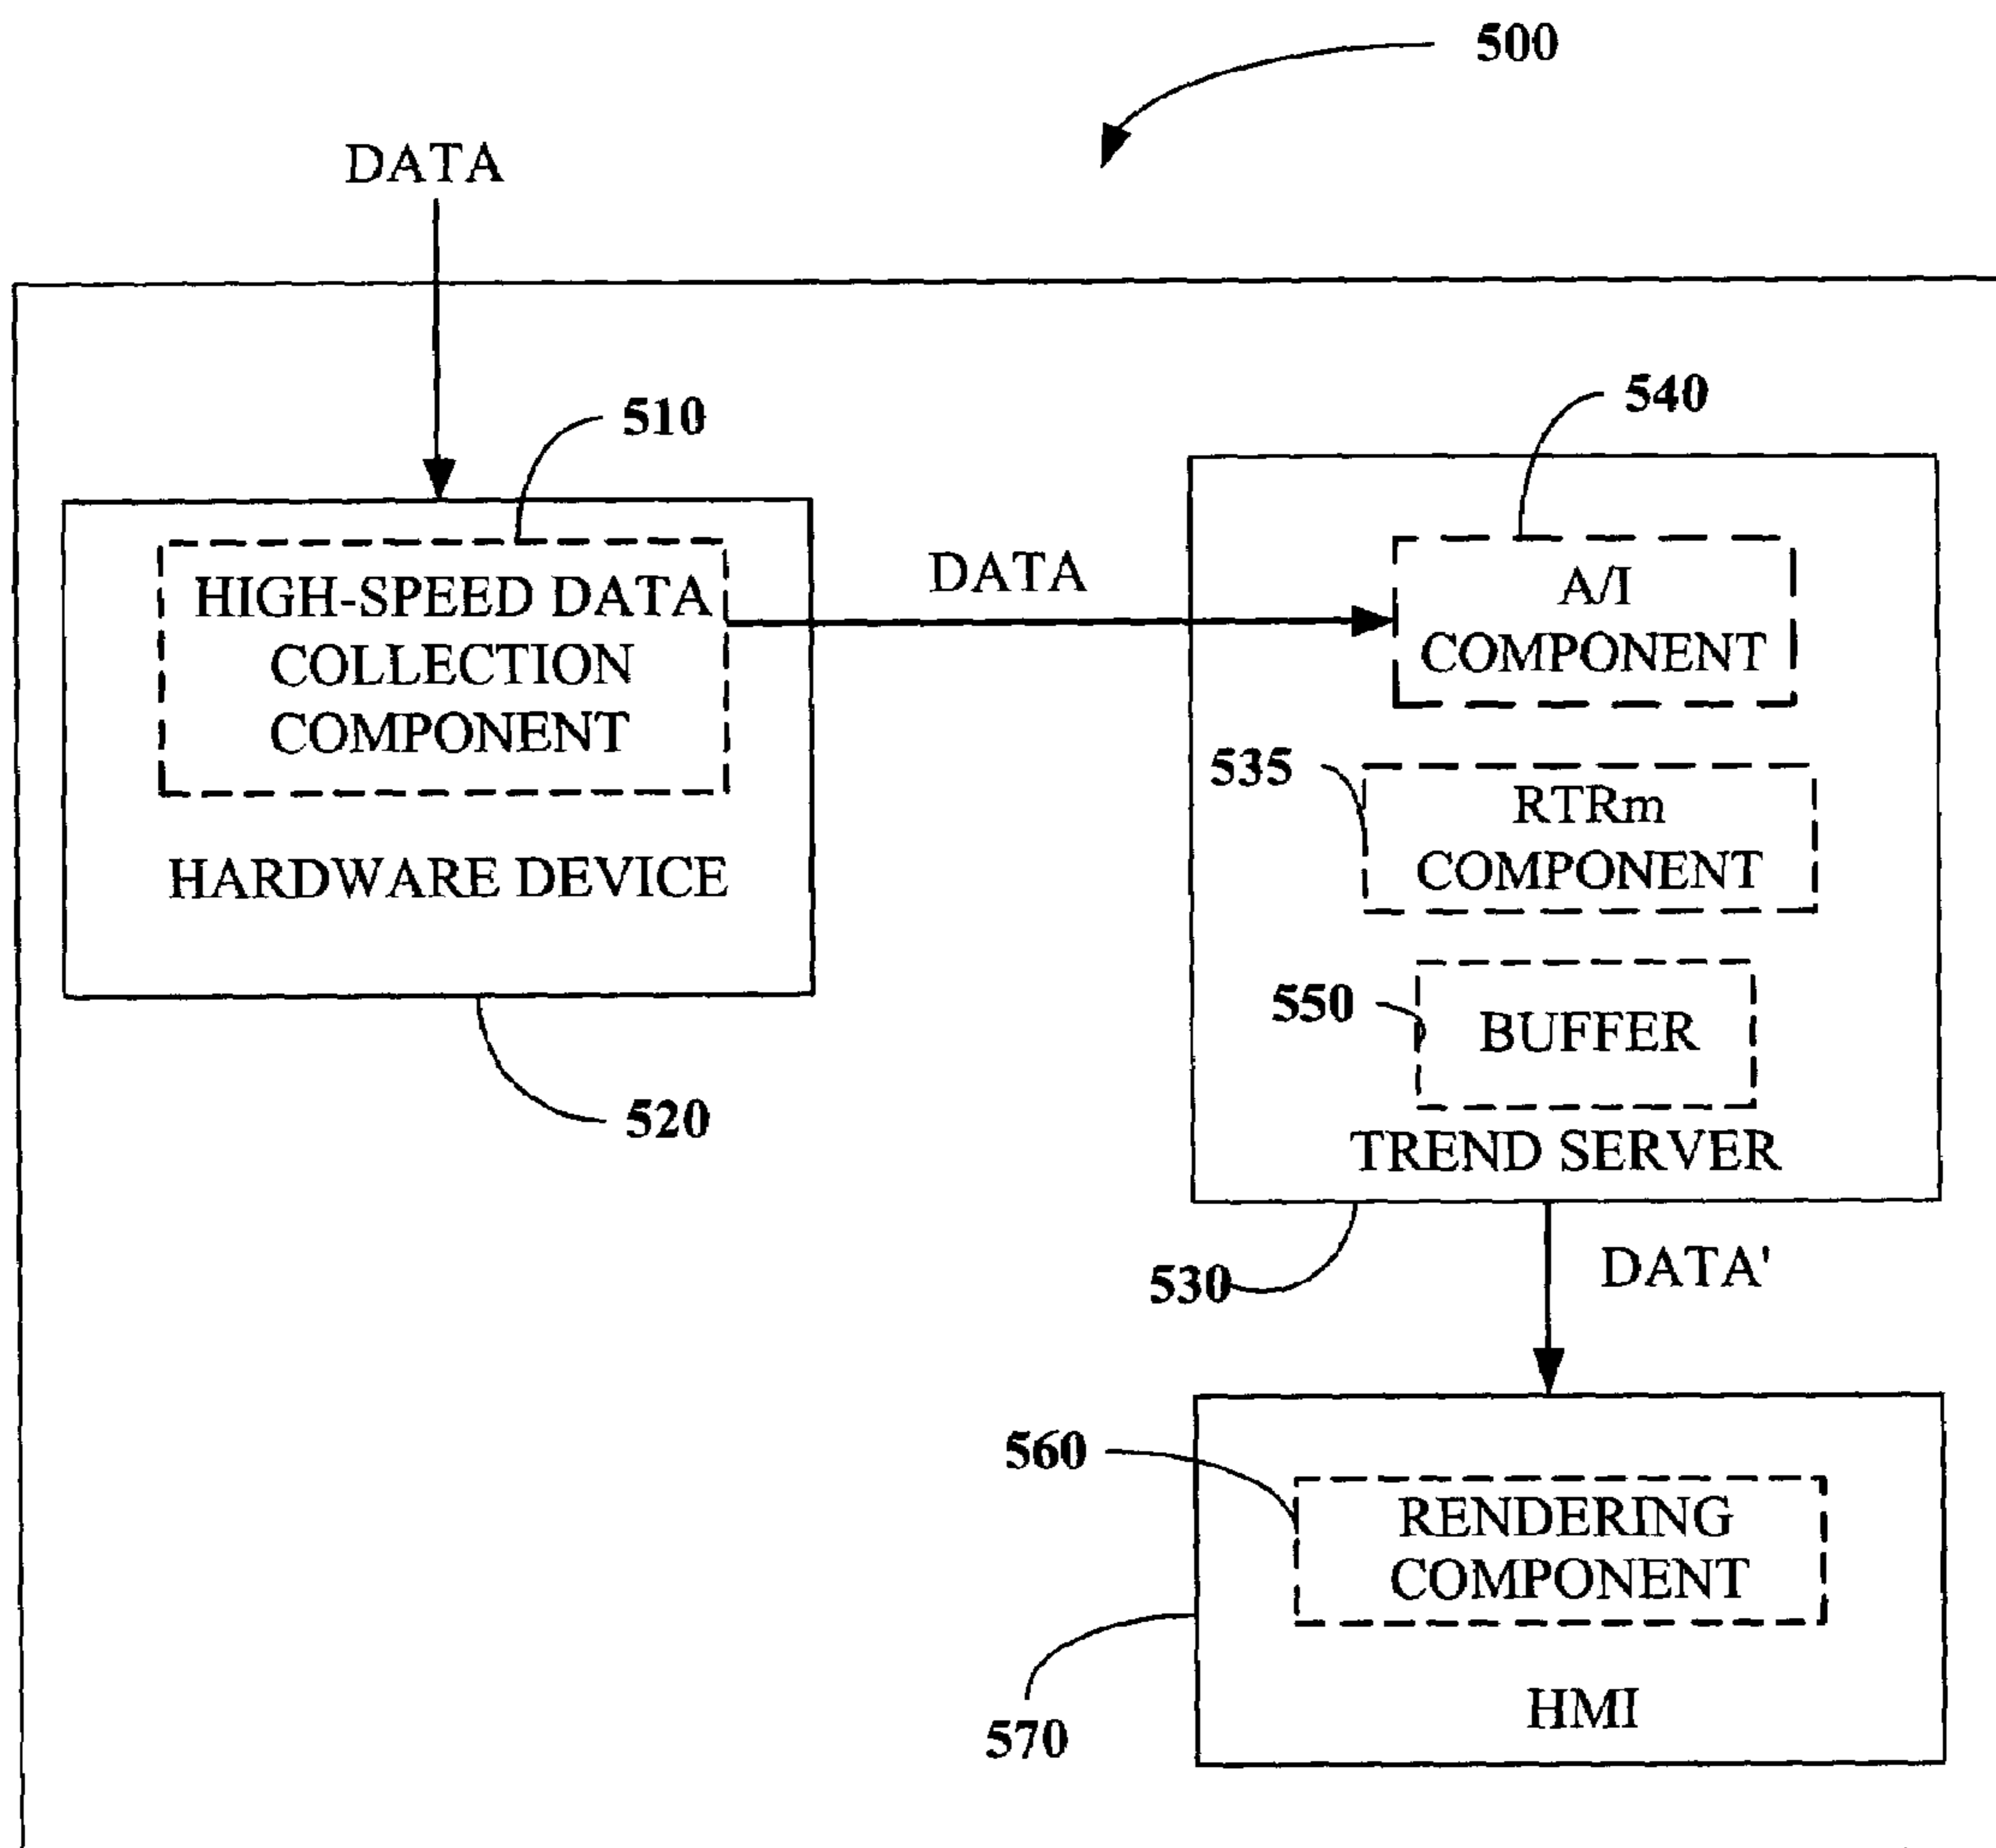 500
DATA
510
540
HIGH-SPEED DATA
COLLECTION
COMPONENT
HARDWARE DEVICE
520
DATA
A/I
COMPONENT
535
RTRm
COMPONENT
550
BUFFER
TREND SERVER
530
DATA'
560
RENDERING
COMPONENT
HMI
570